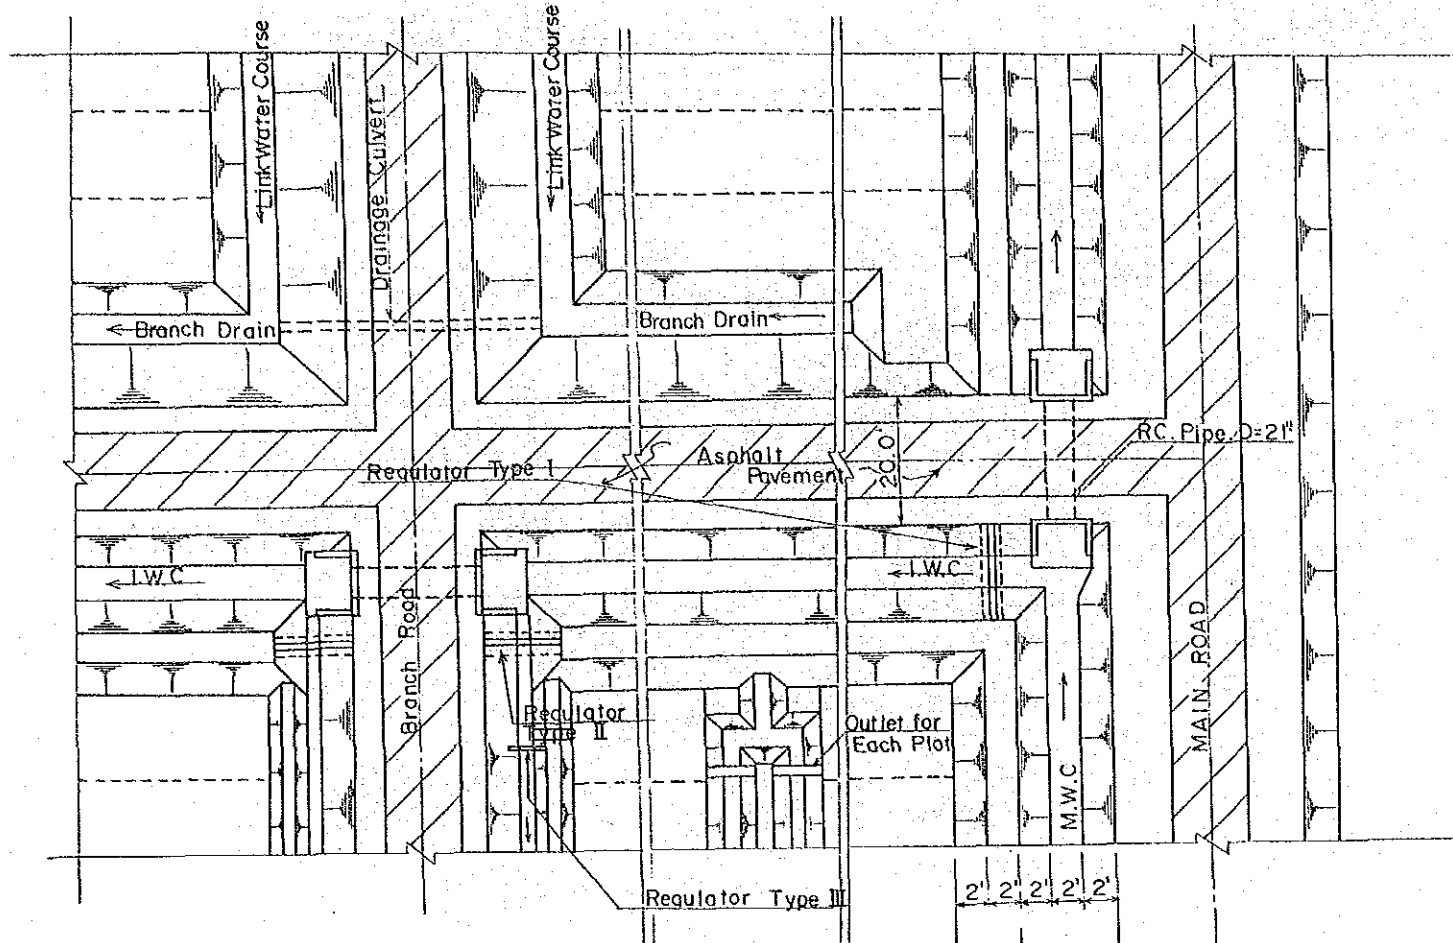 Link Water Course
Drainage Culvert
Link Water Course
Branch Drain
Branch Drain
RC. Pipe D=21"
Regulator Type I
Asphalt
Pavement
20.0
I.W.C
I.W.C
Branch Road
MAIN ROAD
M.W.C
Regulator
Type II
Outlet for
Each Plot
Regulator Type III
2' 2' 2' 2' 2'